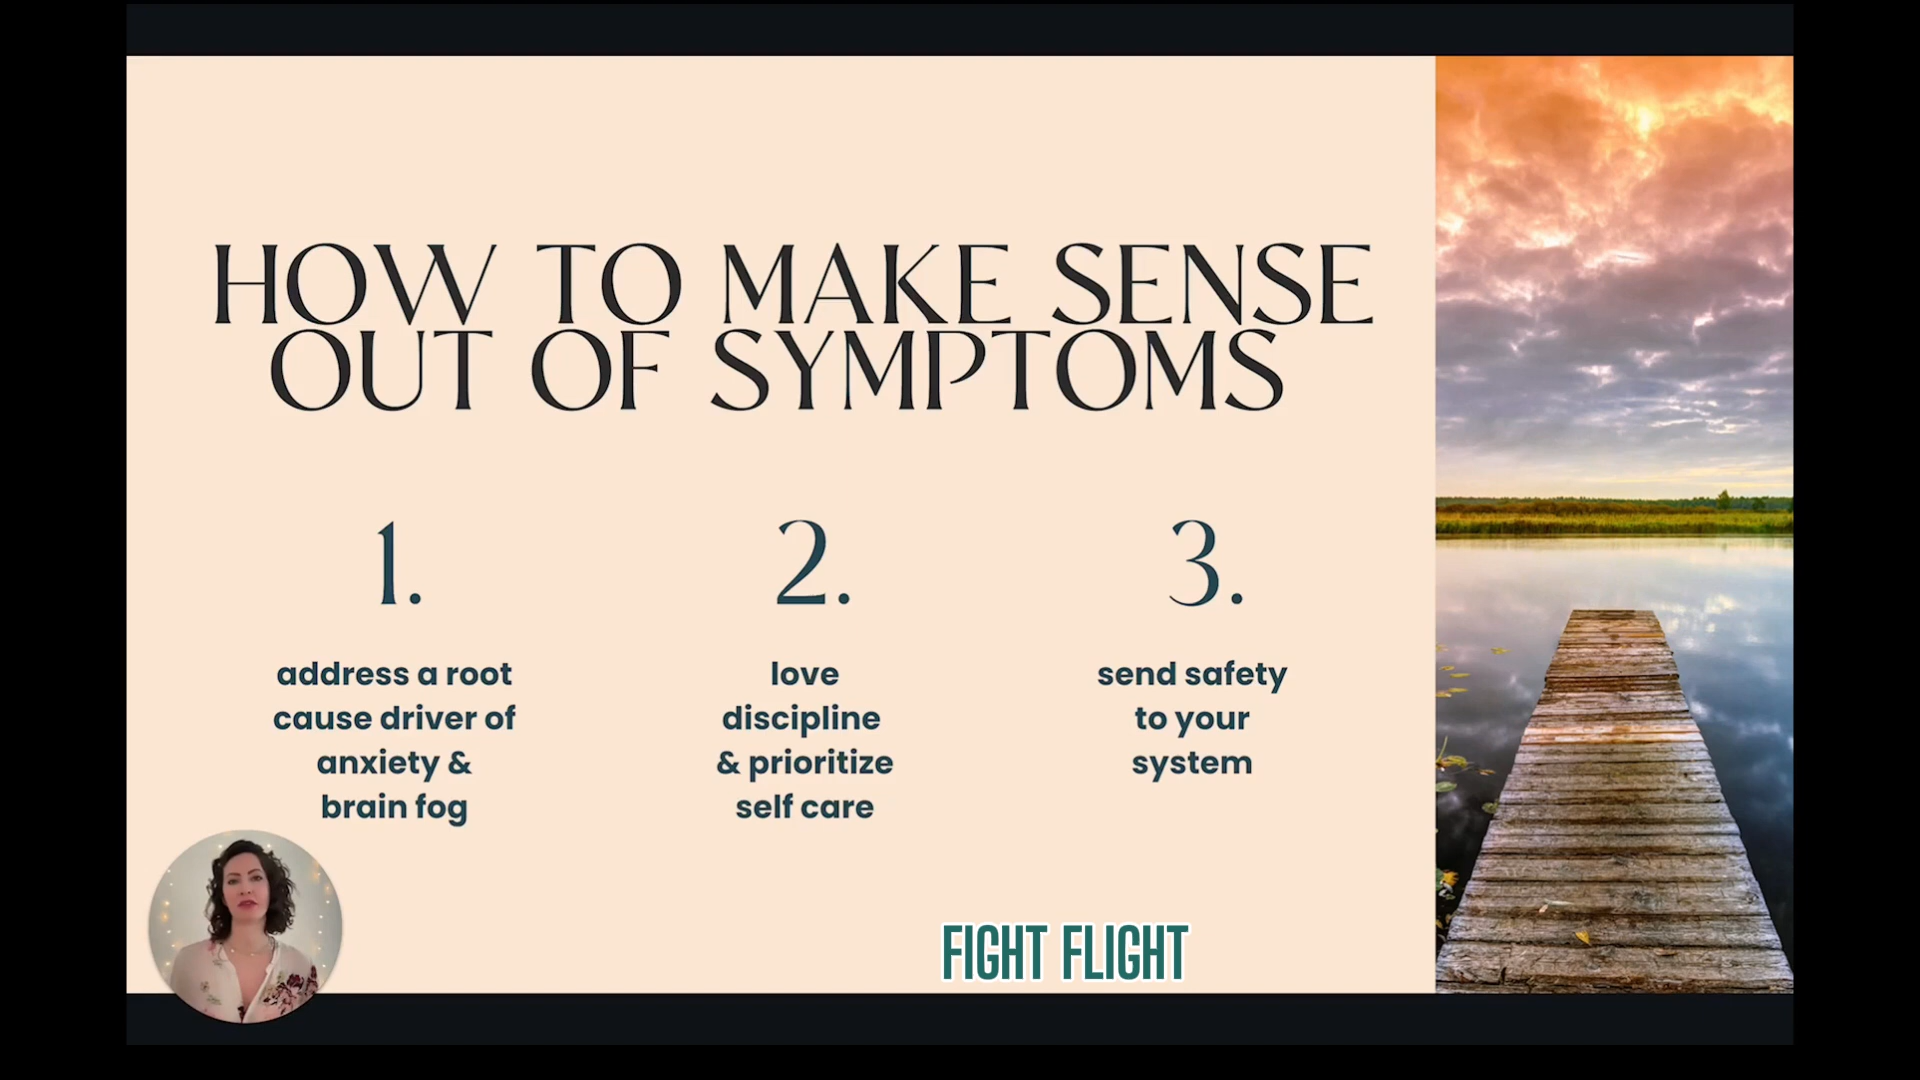 HOW TO MAKE SENSE
OUT OF SYMPTOMS
1.
address a root
cause driver of
anxiety &
brain fog
2.
love
discipline
& prioritize
self care
3.
send safety
to your
system
FIGHT FLIGHT